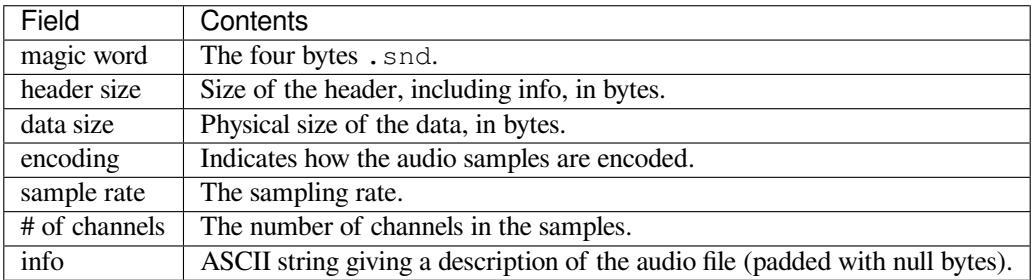 Field Contents
magic word The four bytes .snd.
header size Size of the header, including info, in bytes.
data size Physical size of the data, in bytes.
encoding Indicates how the audio samples are encoded.
sample rate The sampling rate.
# of channels The number of channels in the samples.
info ASCII string giving a description of the audio file (padded with null bytes).